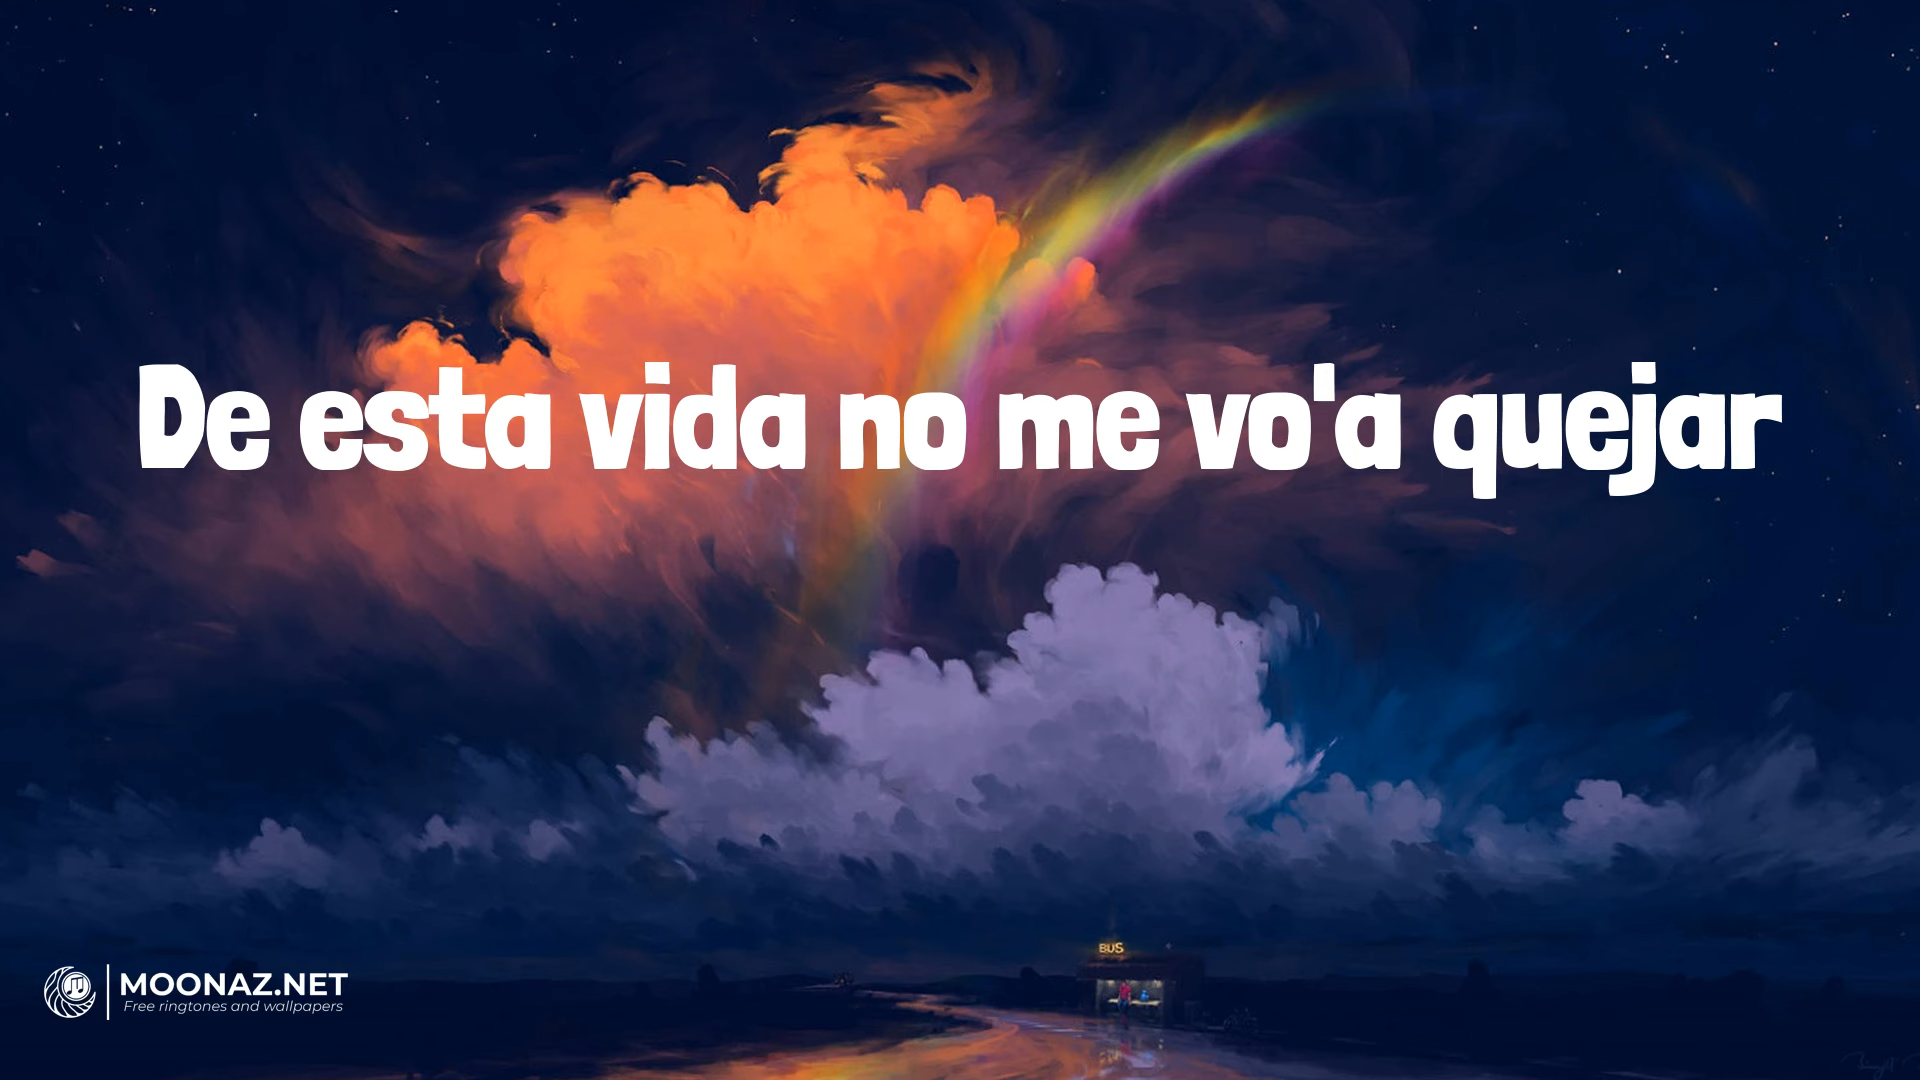 De esta vida no me vo'a quejar
BUS
MOONAZ.NET
Free ringtones and wallpapers